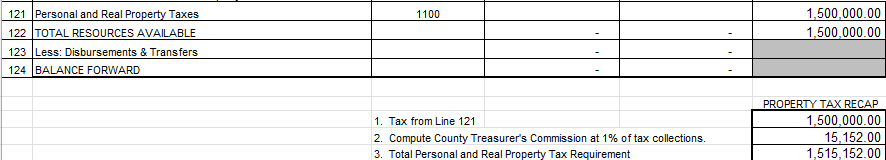 121 Personal and Real Property Taxes 1100 1,500,000.00
122 TOTAL RESOURCES AVAILABLE - - 1,500,000.00
123 Less: Disbursements & Transfers - -
124 BALANCE FORWARD - -
PROPERTY TAX RECAP
1. Tax from Line 121 1,500,000.00
2. Compute County Treasurer's Commission at 1% of tax collections. 15,152.00
3. Total Personal and Real Property Tax Requirement 1,515,152.00